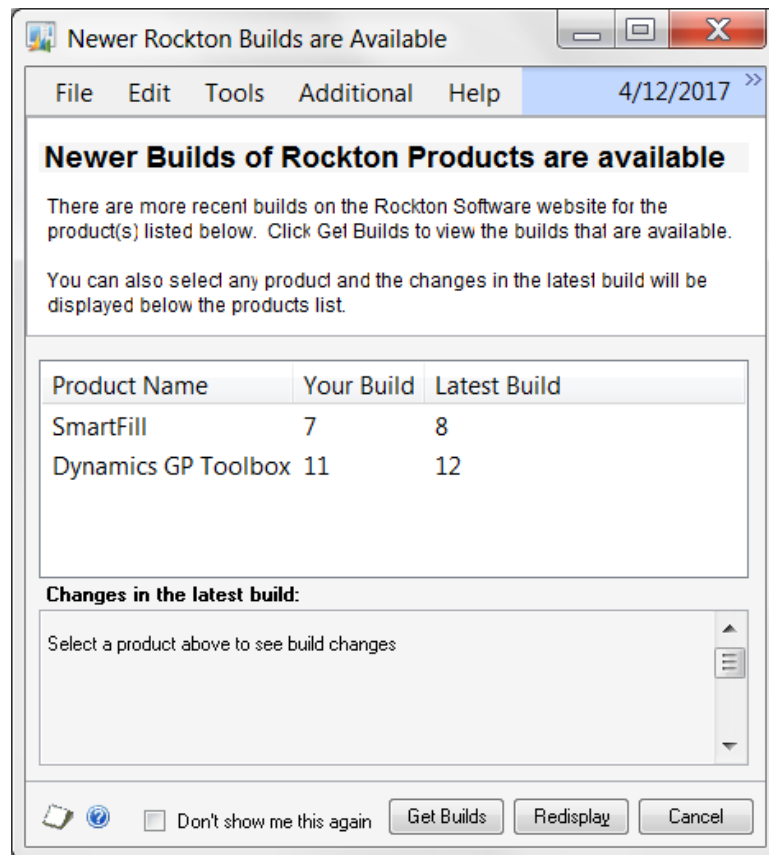 Newer Rockton Builds are Available
File Edit Tools Additional Help 4/12/2017 »
Newer Builds of Rockton Products are available
There are more recent builds on the Rockton Software website for the
product(s) listed below. Click Get Builds to view the builds that are available.
You can also select any product and the changes in the latest build will be
displayed below the products list.
Product Name Your Build Latest Build
SmartFill 7 8
Dynamics GP Toolbox 11 12
Changes in the latest build:
Select a product above to see build changes
Don't show me this again Get Builds Redisplay Cancel